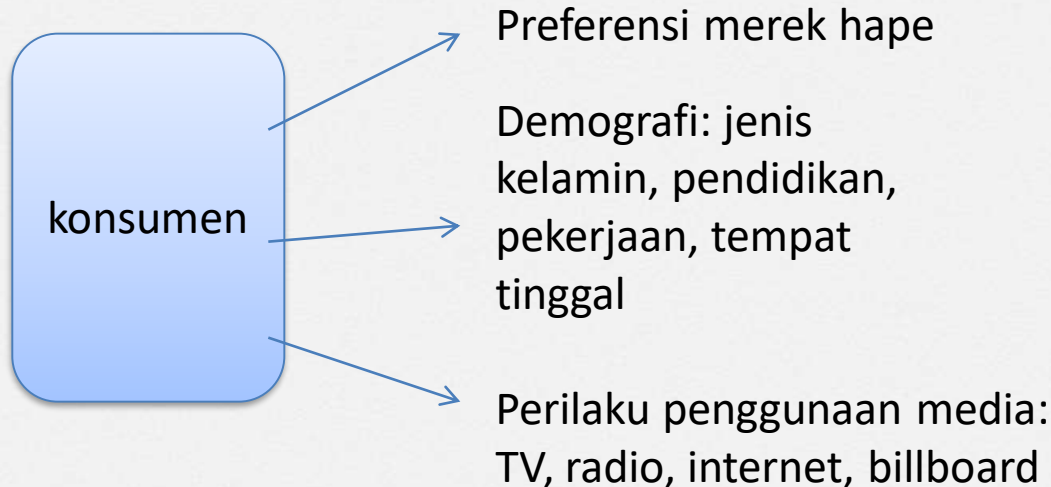 Preferensi merek hape
Demografi: jenis
kelamin, pendidikan,
pekerjaan, tempat
tinggal
konsumen
Perilaku penggunaan media:
TV, radio, internet, billboard